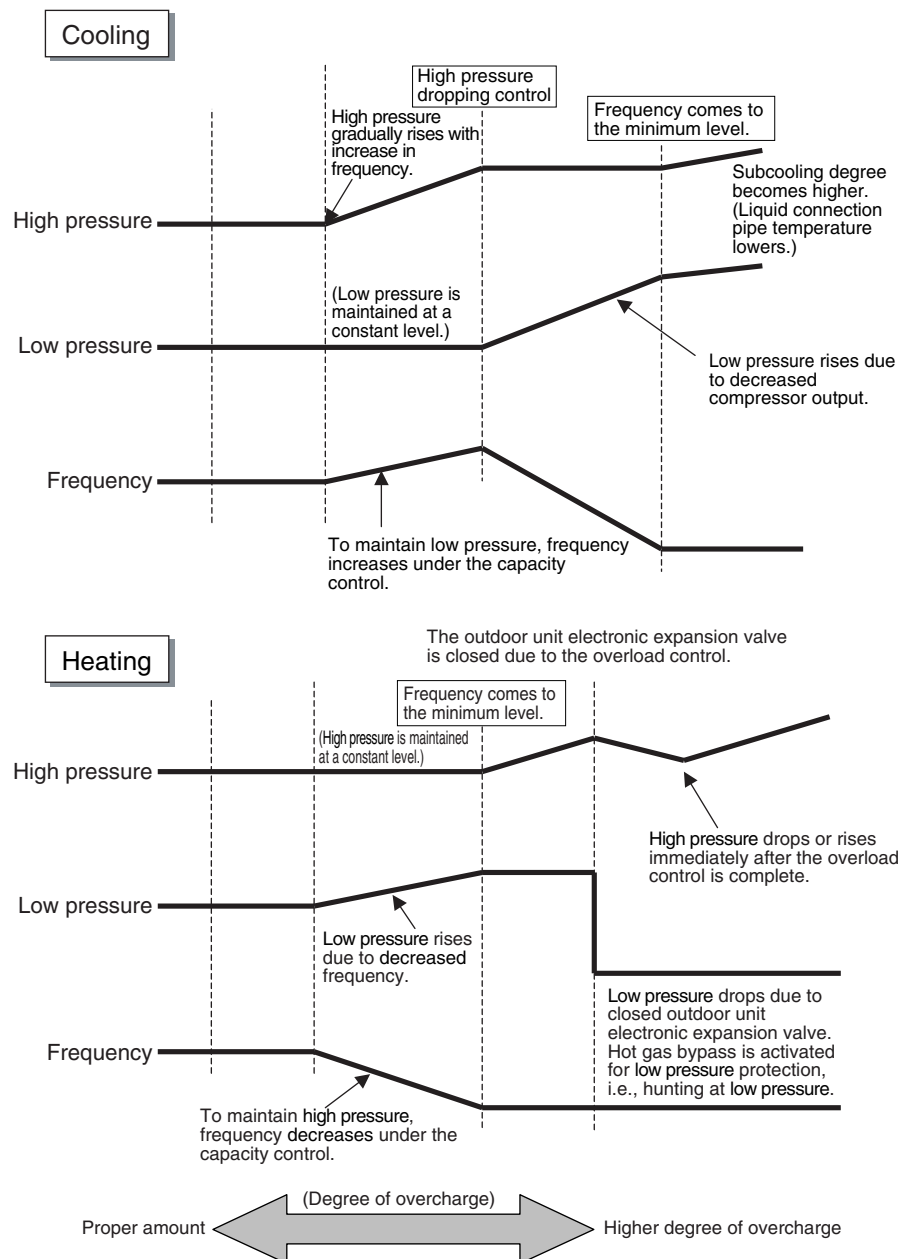 Cooling
High pressure
dropping control
Frequency comes to
the minimum level.
High pressure
gradually rises with
increase in
frequency.
Subcooling degree
becomes higher.
(Liquid connection
pipe temperature
lowers.)
High pressure
(Low pressure is
maintained at a
constant level.)
Low pressure
Low pressure rises due
to decreased
compressor output.
Frequency
To maintain low pressure, frequency
increases under the capacity
control.
The outdoor unit electronic expansion valve
is closed due to the overload control.
Heating
Frequency comes to
the minimum level.
(High pressure is maintained
at a constant level.)
High pressure
High pressure drops or rises
immediately after the overload
control is complete.
Low pressure
Low pressure rises
due to decreased
frequency.
Low pressure drops due to
closed outdoor unit
electronic expansion valve.
Hot gas bypass is activated
for low pressure protection,
i.e., hunting at low pressure.
Frequency
To maintain high pressure,
frequency decreases under the
capacity control.
(Degree of overcharge)
Proper amount
Higher degree of overcharge